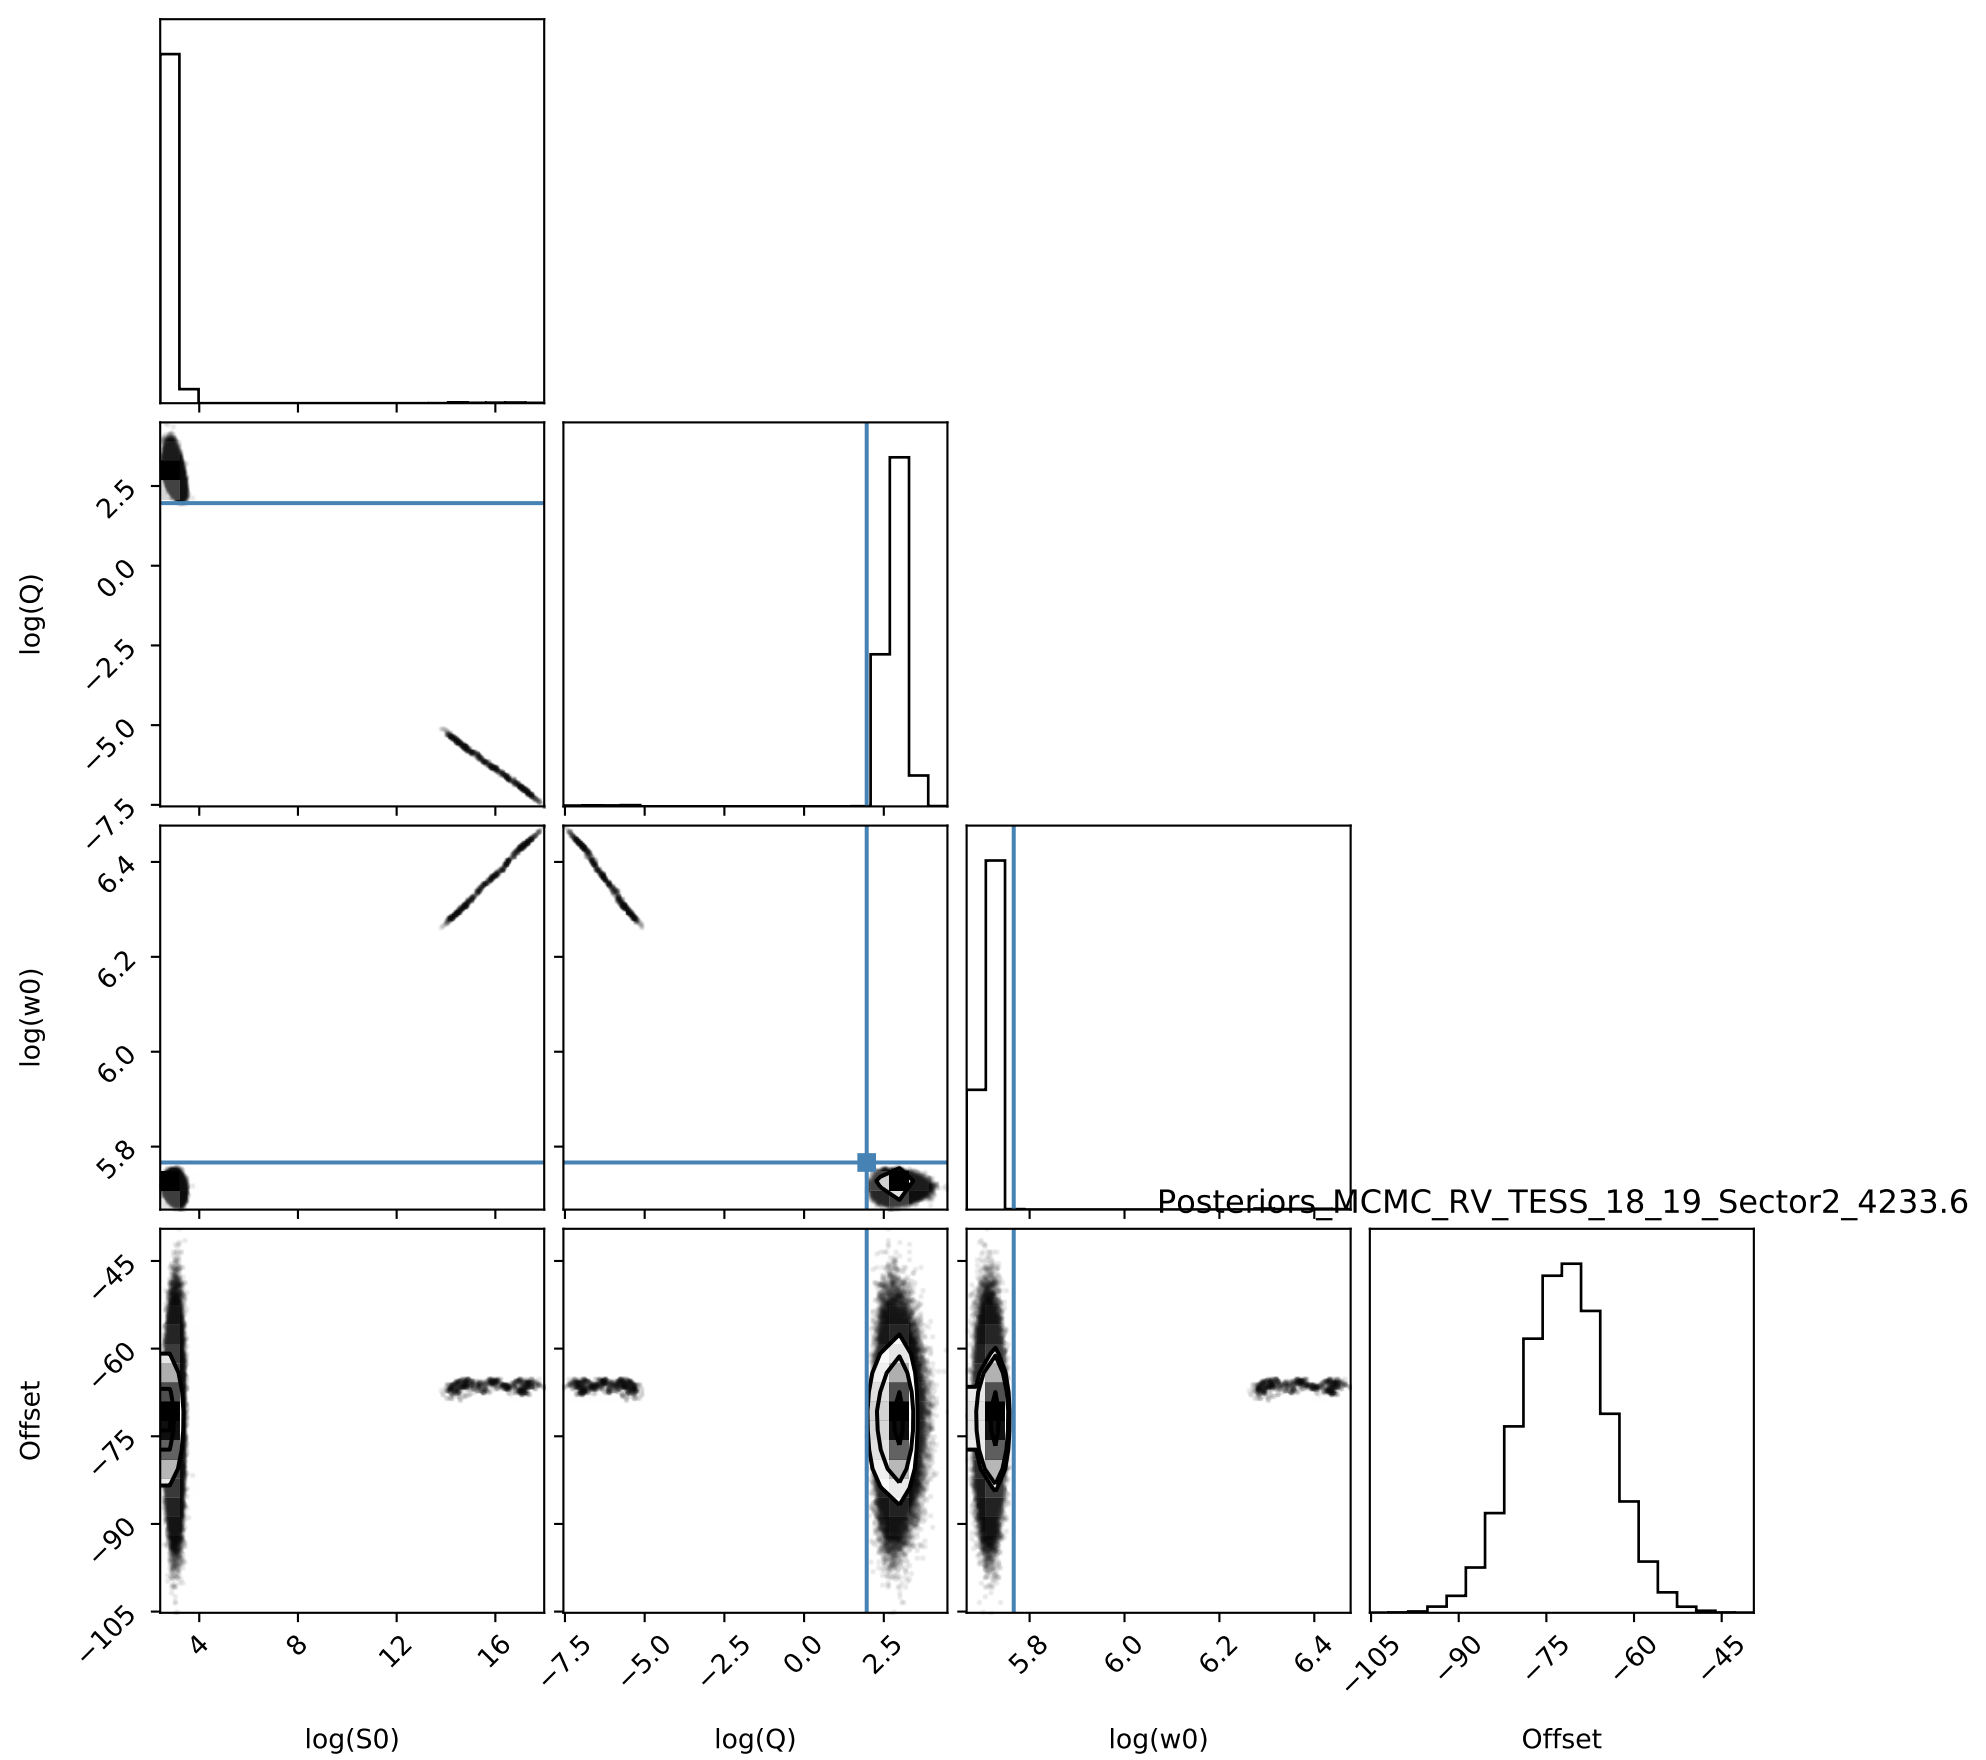 log(Q)
2.5
0.0
−2.5
−5.0
−7.5
log(w0)
6.4
6.2
6.0
5.8
Posteriors_MCMC_RV_TESS_18_19_Sector2_4233.6
Offset
−45
−60
−75
−90
−105
4 8 12 16
−7.5 −5.0 −2.5 0.0 2.5
5.8 6.0 6.2 6.4
−105 −90 −75 −60 −45
log(S0) log(Q) log(w0) Offset